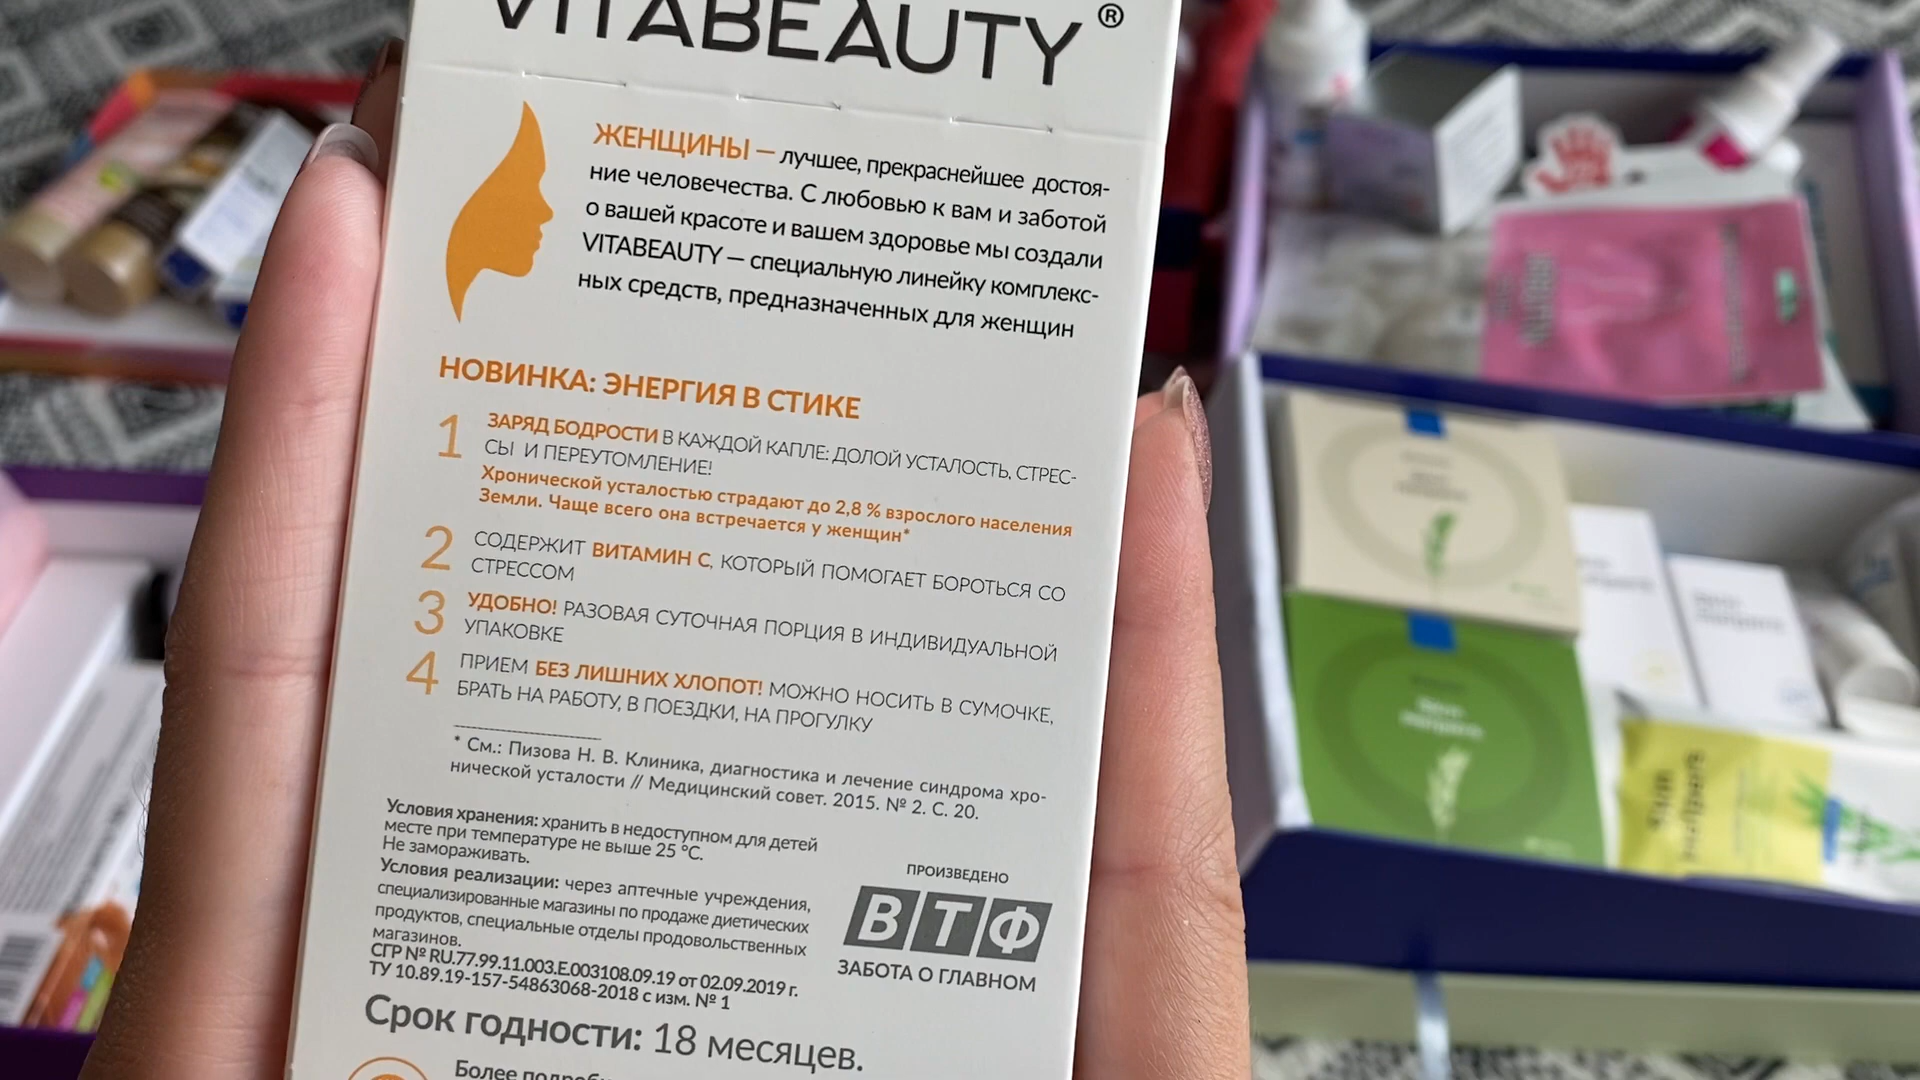 VITABEAUTY®
ЖЕНЩИНЫ — лучшее, прекраснейшее достоя-
ние человечества. С любовью к вам и заботой
о вашей красоте и вашем здоровье мы создали
VITABEAUTY — специальную линейку комплекс-
ных средств, предназначенных для женщин
НОВИНКА: ЭНЕРГИЯ В СТИКЕ
1 ЗАРЯД БОДРОСТИ В КАЖДОЙ КАПЛЕ: ДОЛОЙ УСТАЛОСТЬ, СТРЕС-
СЫ И ПЕРЕУТОМЛЕНИЕ!
Хронической усталостью страдают до 2,8 % взрослого населения
Земли. Чаще всего она встречается у женщин*
2 СОДЕРЖИТ ВИТАМИН С, КОТОРЫЙ ПОМОГАЕТ БОРОТЬСЯ СО
СТРЕССОМ
3 УДОБНО! РАЗОВАЯ СУТОЧНАЯ ПОРЦИЯ В ИНДИВИДУАЛЬНОЙ
УПАКОВКЕ
4 ПРИЕМ БЕЗ ЛИШНИХ ХЛОПОТ! МОЖНО НОСИТЬ В СУМОЧКЕ,
БРАТЬ НА РАБОТУ, В ПОЕЗДКИ, НА ПРОГУЛКУ
* См.: Пизова Н. В. Клиника, диагностика и лечение синдрома хро-
нической усталости // Медицинский совет. 2015. № 2. С. 20.
Условия хранения: хранить в недоступном для детей
месте при температуре не выше 25 °С.
Не замораживать.
Условия реализации: через аптечные учреждения,
специализированные магазины по продаже диетических
продуктов, специальные отделы продовольственных
магазинов.
СГР № RU.77.99.11.003.Е.003108.09.19 от 02.09.2019 г.
ТУ 10.89.19-157-54863068-2018 с изм. № 1
ПРОИЗВЕДЕНО
ВТФ
ЗАБОТА О ГЛАВНОМ
Срок годности: 18 месяцев.
Более